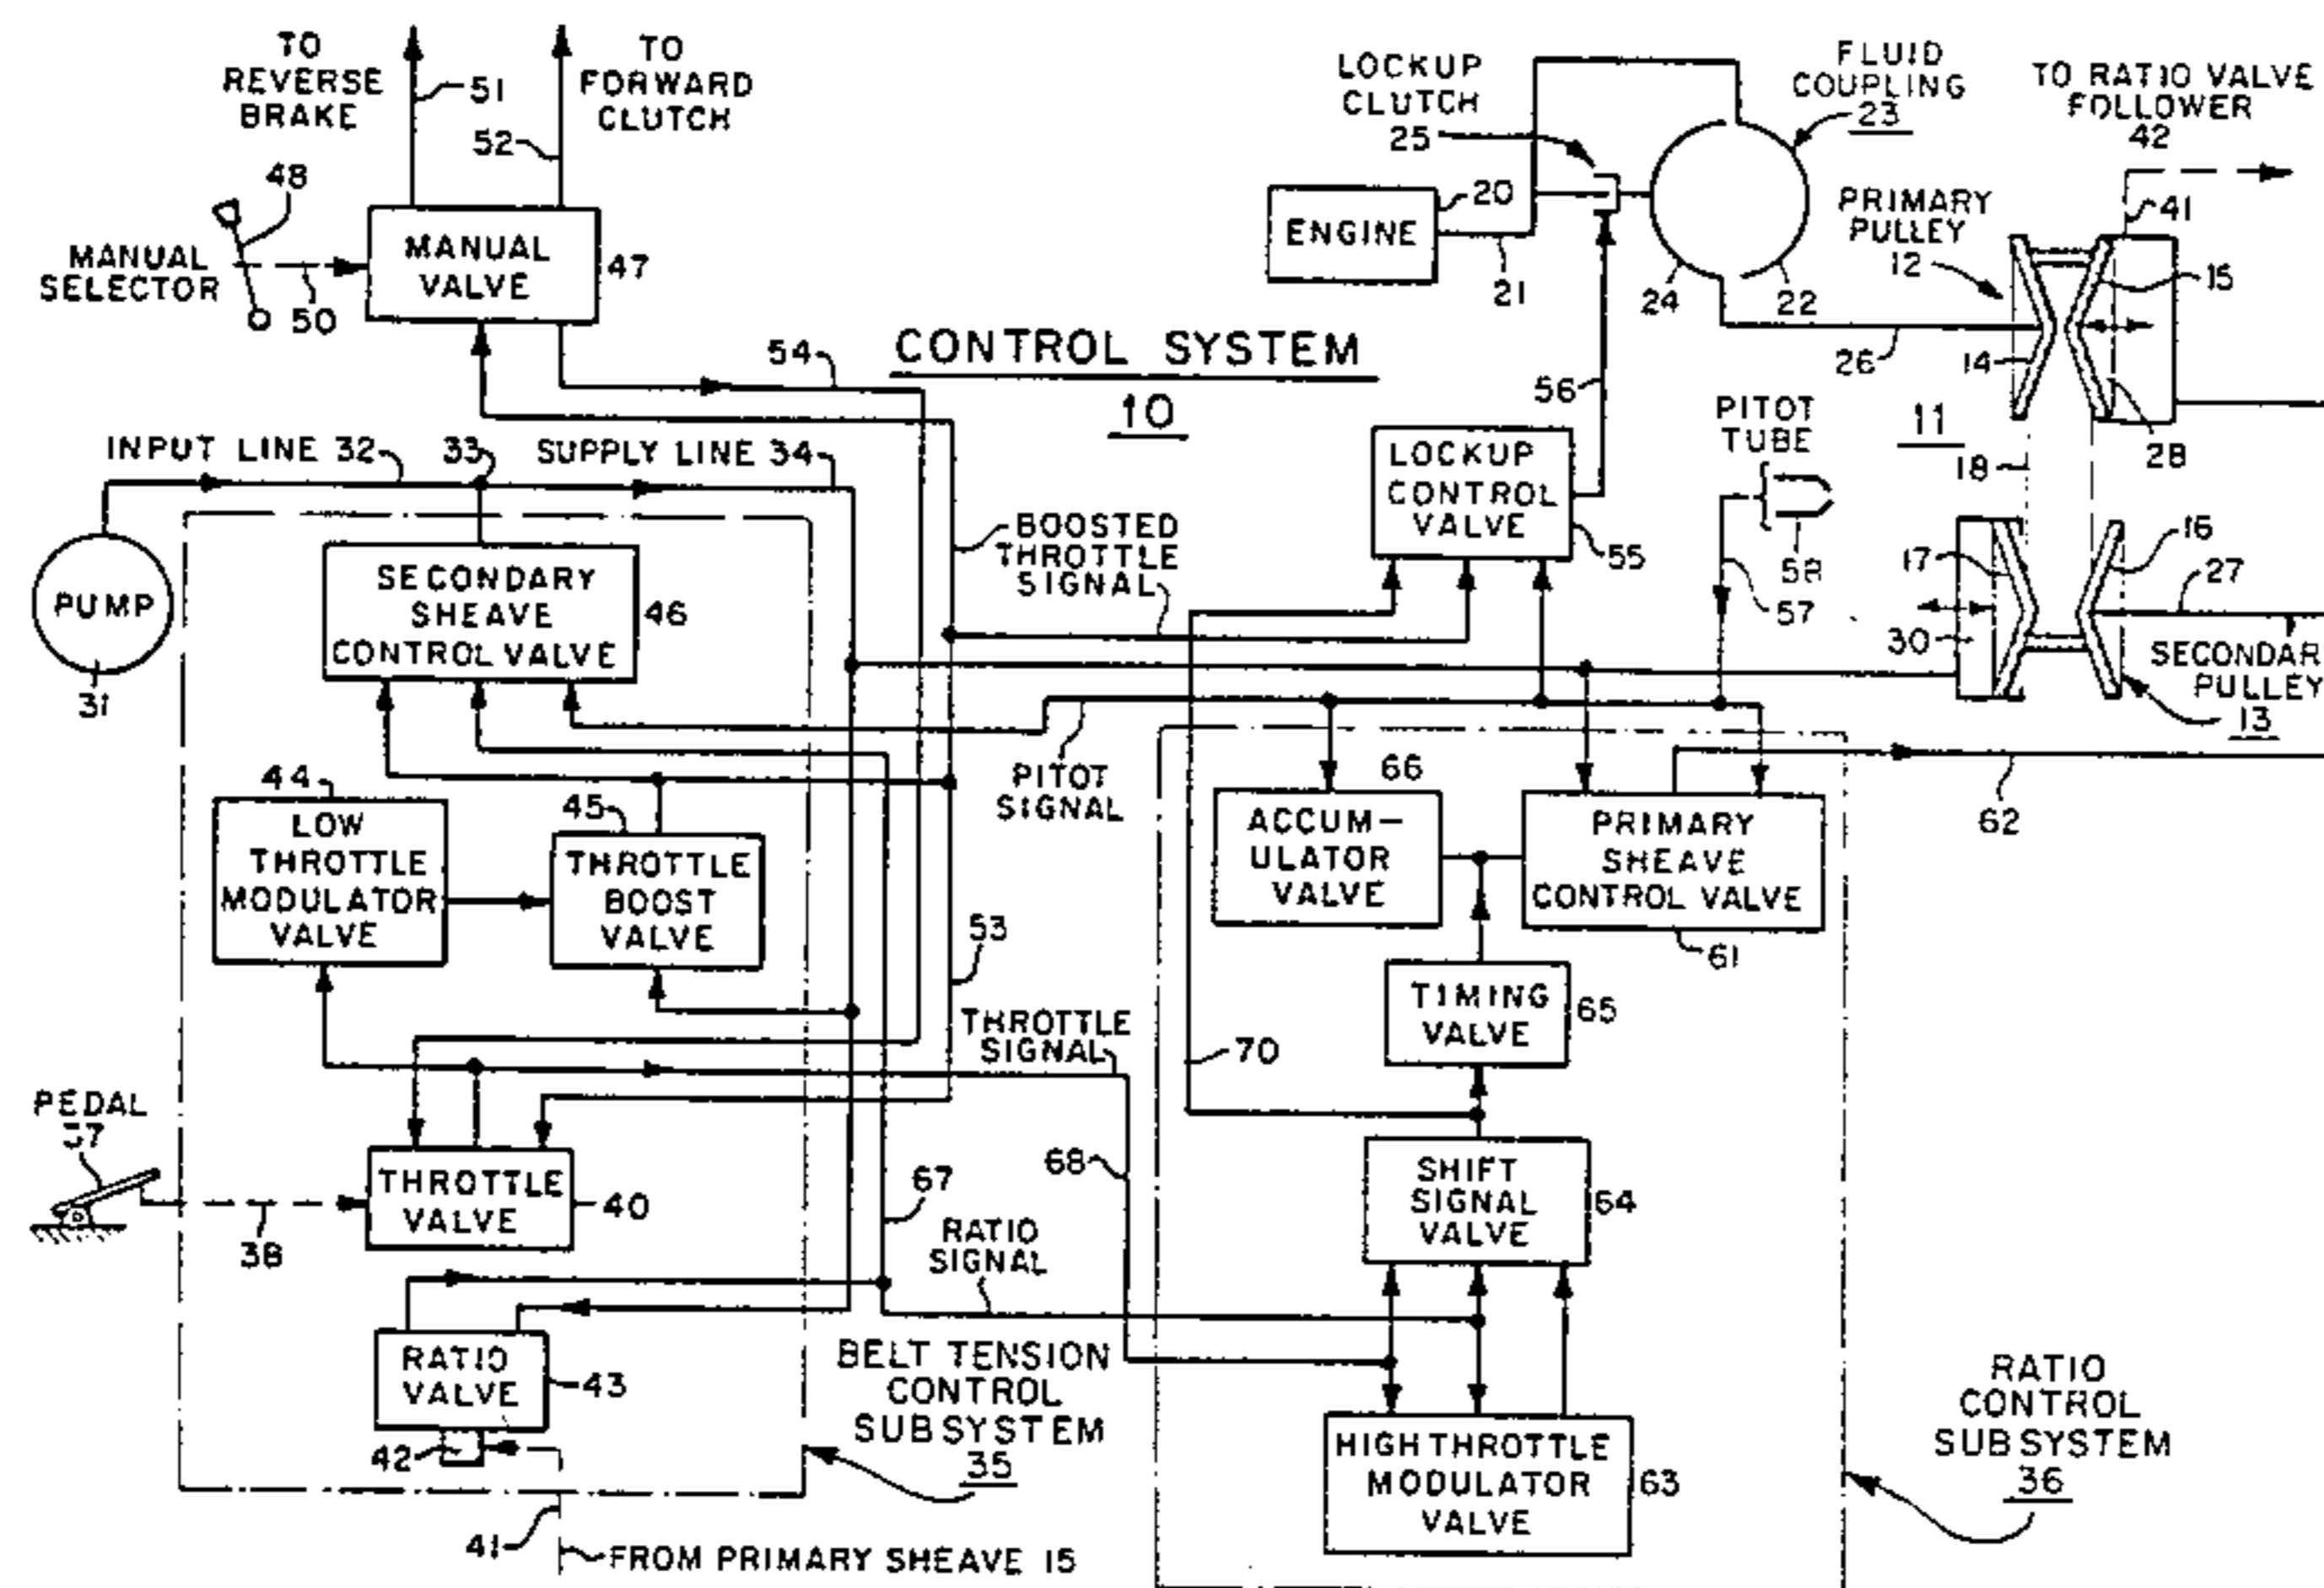 TO
REVERSE
BRAKE
51
TO
FORWARD
CLUTCH
52
48
MANUAL
SELECTOR
50
MANUAL
VALVE
47
54
CONTROL SYSTEM
10
LOCKUP
CLUTCH
25
FLUID
COUPLING
23
TO RATIO VALVE
FOLLOWER
42
ENGINE
20
21
24
22
PRIMARY
PULLEY
12
41
15
14
26
28
11
18
INPUT LINE 32
33
SUPPLY LINE 34
PUMP
31
SECONDARY
SHEAVE
CONTROL VALVE
46
BOOSTED
THROTTLE
SIGNAL
LOCKUP
CONTROL
VALVE
55
56
PITOT
TUBE
58
57
17
16
27
30
SECONDAR
PULLEY
13
PITOT
SIGNAL
44
LOW
THROTTLE
MODULATOR
VALVE
45
THROTTLE
BOOST
VALVE
53
66
ACCUM-
ULATOR
VALVE
PRIMARY
SHEAVE
CONTROL VALVE
61
62
TIMING
VALVE
65
THROTTLE
SIGNAL
70
PEDAL
37
38
THROTTLE
VALVE
40
67
68
RATIO
SIGNAL
SHIFT
SIGNAL
VALVE
64
RATIO
VALVE
43
42
41
FROM PRIMARY SHEAVE 15
BELT TENSION
CONTROL
SUBSYSTEM
35
HIGH THROTTLE
MODULATOR
VALVE
63
RATIO
CONTROL
SUBSYSTEM
36